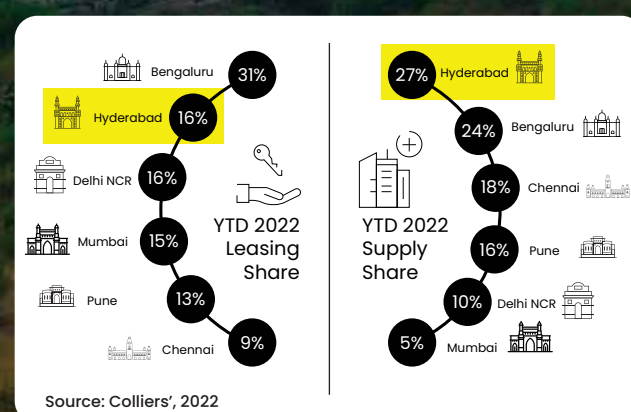 Bengaluru 31%
Hyderabad 16%
Delhi NCR 16%
Mumbai 15%
Pune 13%
Chennai 9%
YTD 2022
Leasing
Share
27% Hyderabad
24% Bengaluru
18% Chennai
16% Pune
10% Delhi NCR
5% Mumbai
YTD 2022
Supply
Share
Source: Colliers', 2022